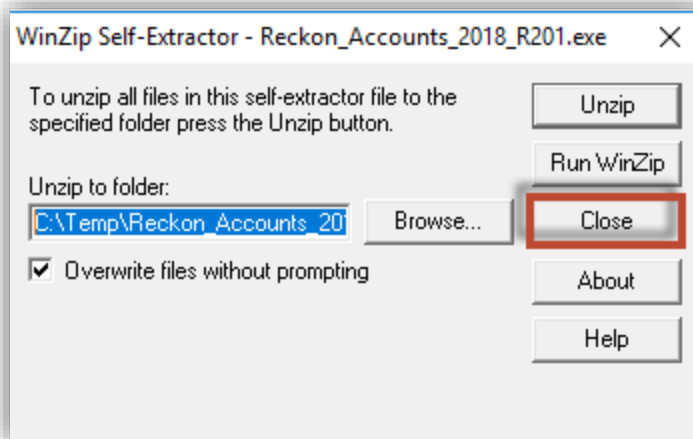 WinZip Self-Extractor - Reckon_Accounts_2018_R201.exe
To unzip all files in this self-extractor file to the
specified folder press the Unzip button.
Unzip
Run WinZip
Unzip to folder:
C:\Temp\Reckon_Accounts_201
Browse...
Close
Overwrite files without prompting
About
Help